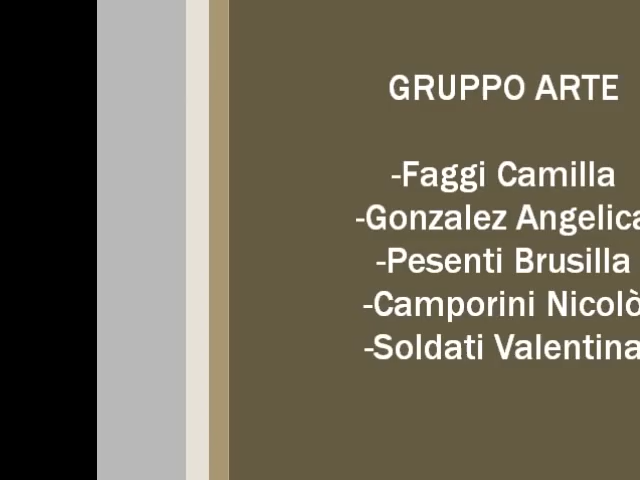 GRUPPO ARTE
-Faggi Camilla
-Gonzalez Angelica
-Pesenti Brusilla
-Camporini Nicolò
-Soldati Valentina